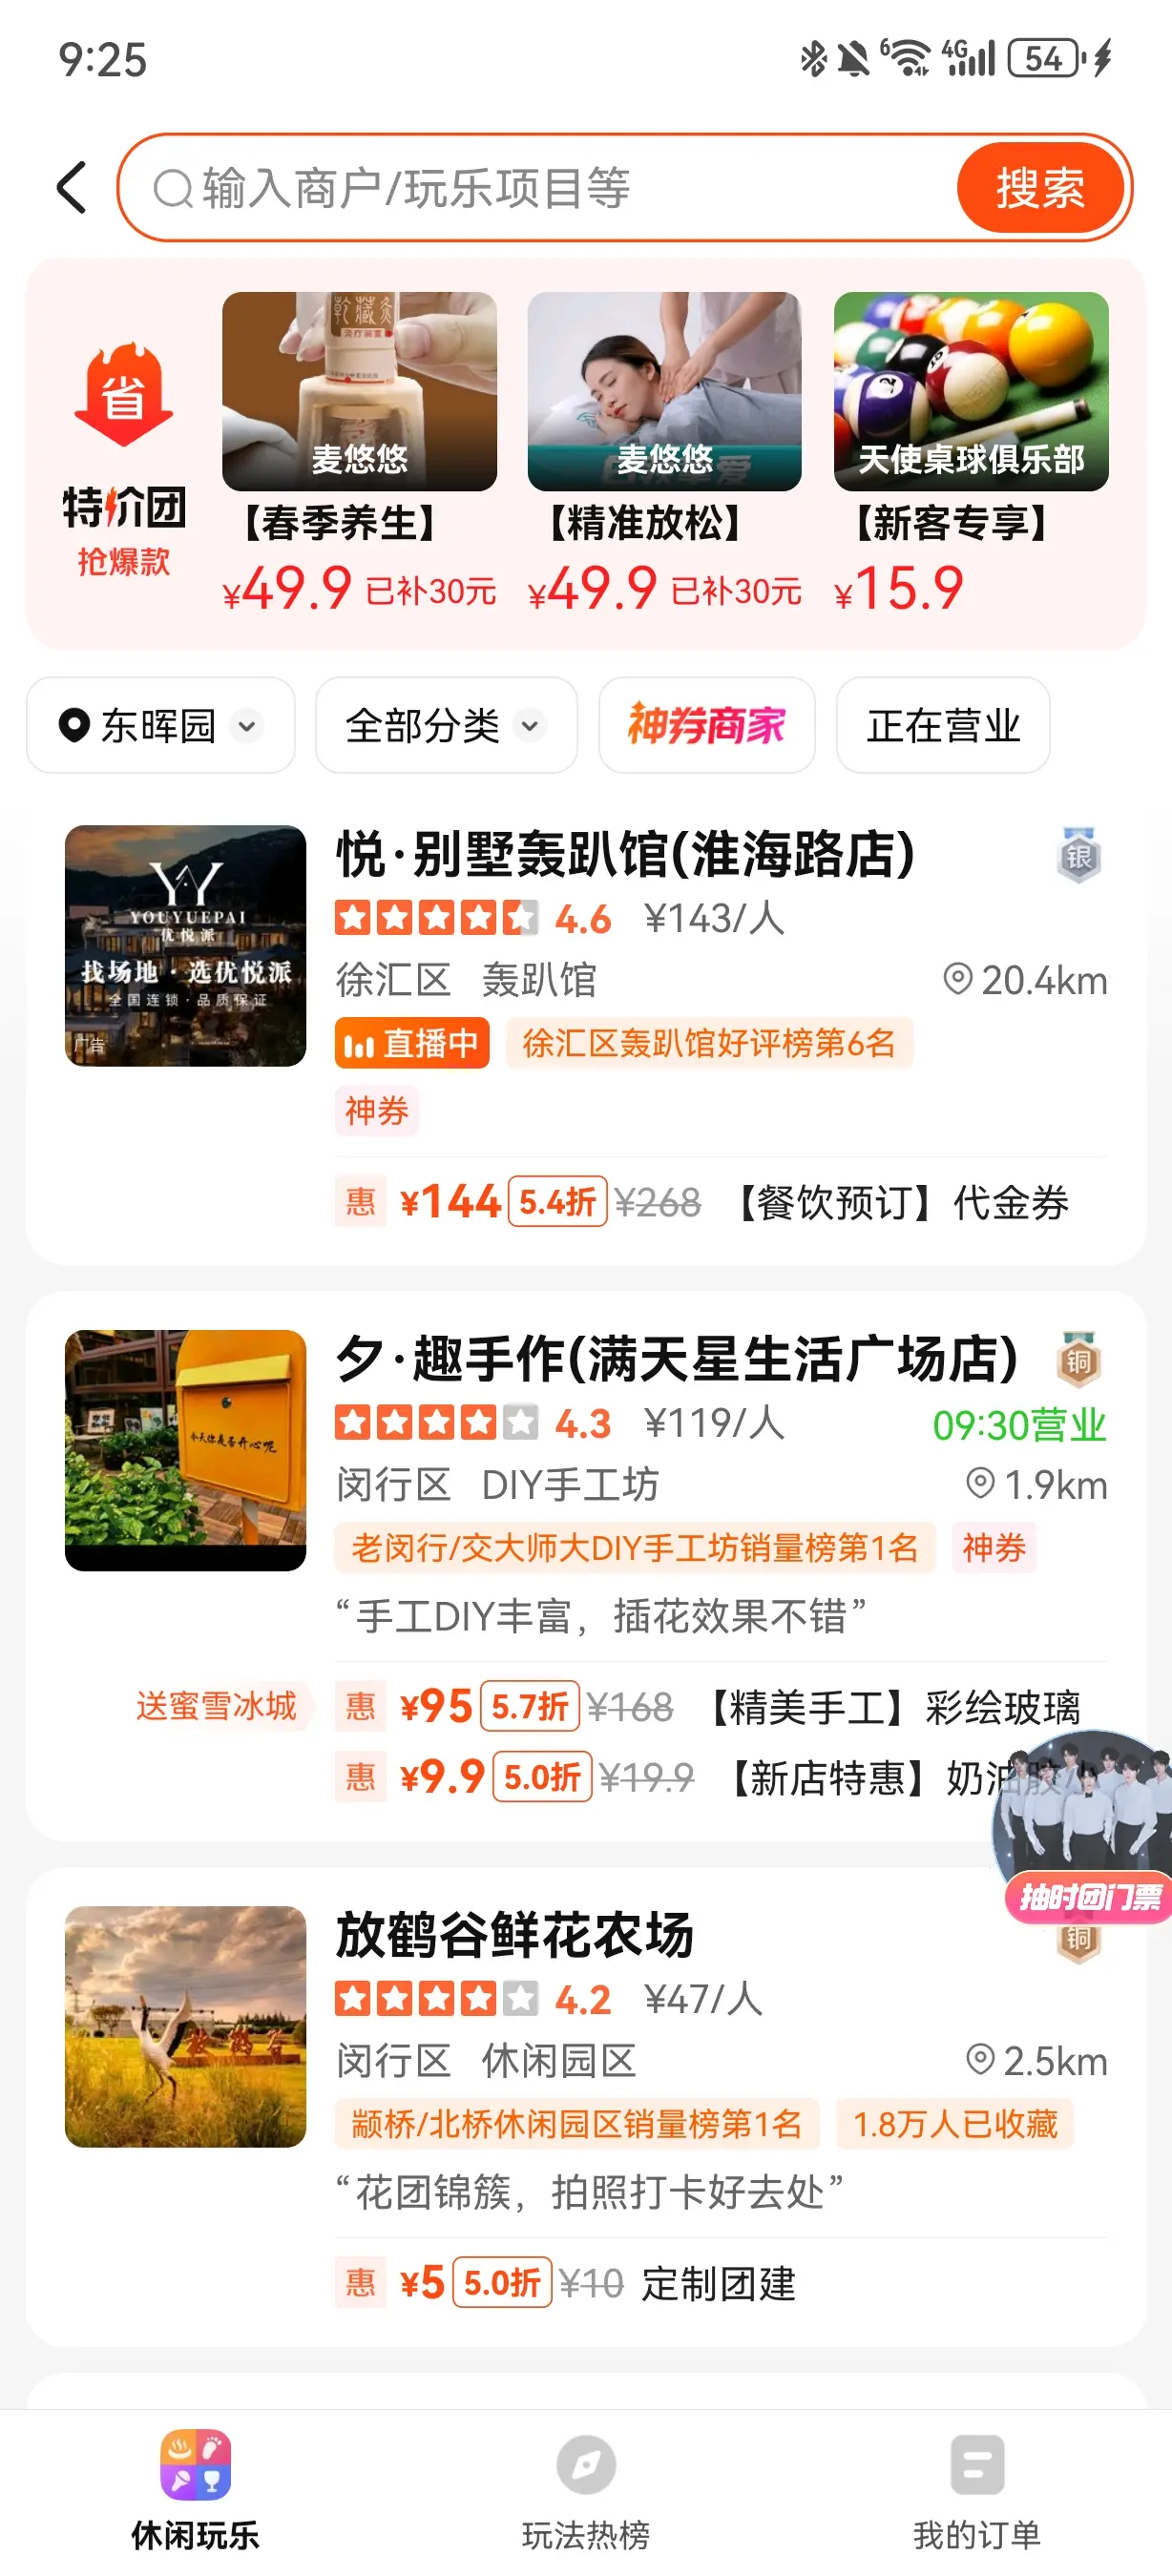 9:25
6 4G 54
输入商户/玩乐项目等
搜索
省
特价团
抢爆款
麦悠悠
【春季养生】
¥49.9 已补30元
麦悠悠
【精准放松】
¥49.9 已补30元
天使桌球俱乐部
【新客专享】
¥15.9
东晖园
全部分类
神券商家
正在营业
YOUYUEPAI
优悦派
找场地·选优悦派
全国连锁·品质保证
广告
悦·别墅轰趴馆(淮海路店)
银
4.6 ¥143/人
徐汇区 轰趴馆 20.4km
直播中 徐汇区轰趴馆好评榜第6名
神券
惠 ¥144 5.4折 ¥268 【餐饮预订】代金券
今天你是否开心呢
夕·趣手作(满天星生活广场店)
铜
4.3 ¥119/人 09:30营业
闵行区 DIY手工坊 1.9km
老闵行/交大师大DIY手工坊销量榜第1名 神券
“手工DIY丰富，插花效果不错”
送蜜雪冰城 惠 ¥95 5.7折 ¥168 【精美手工】彩绘玻璃
惠 ¥9.9 5.0折 ¥19.9 【新店特惠】奶油胶小
抽时团门票
放鹤谷
放鹤谷鲜花农场
铜
4.2 ¥47/人
闵行区 休闲园区 2.5km
颛桥/北桥休闲园区销量榜第1名 1.8万人已收藏
“花团锦簇，拍照打卡好去处”
惠 ¥5 5.0折 ¥10 定制团建
休闲玩乐
玩法热榜
我的订单